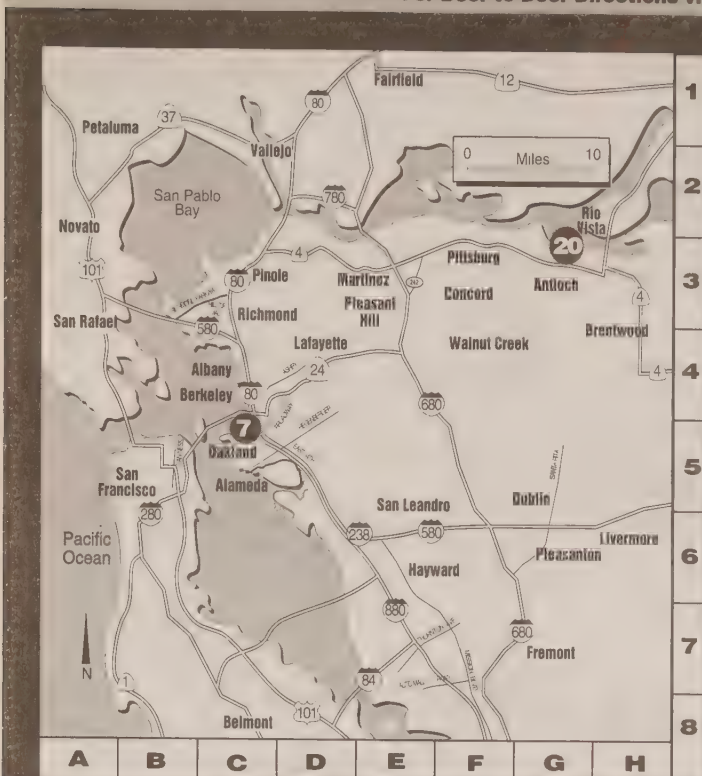 Fairfield
12
1
80
37
Petaluma
Vallejo
0 Miles 10
780
2
San Pablo
Bay
Rio
Vista
Novato
20
4
Pittsburg
101
80
Pinole
Martinez
242
Antioch
3
Concord
Pleasant
Hill
4
Richmond
San Rafael
580
Brentwood
Lafayette
Walnut Creek
Albany
24
4
4
Berkeley
80
680
7
Oakland
San
Francisco
Alameda
5
San Leandro
Dublin
280
Pacific
Ocean
238
580
Livermore
6
Pleasanton
Hayward
880
680
7
N
Fremont
84
1
101
Belmont
8
A B C D E F G H